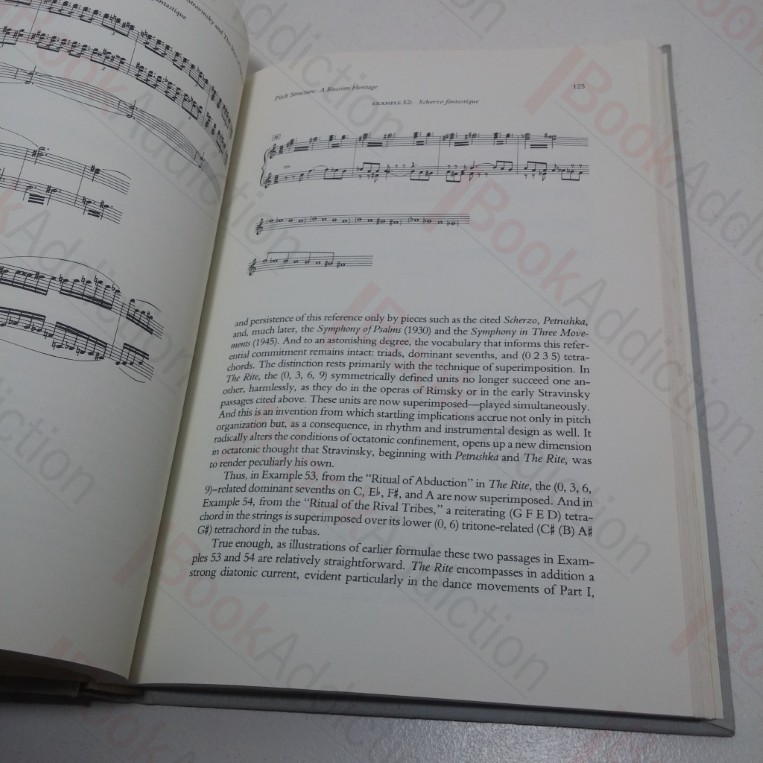 Stravinsky and The
Pitch Structure: A Russian Heritage
125
EXAMPLE 52: Scherzo fantastique
and persistence of this reference only by pieces such as the cited Scherzo, Petrushka,
and, much later, the Symphony of Psalms (1930) and the Symphony in Three Move-
ments (1945). And to an astonishing degree, the vocabulary that informs this refer-
ential commitment remains intact: triads, dominant sevenths, and (0 2 3 5) tetra-
chords. The distinction rests primarily with the technique of superimposition. In
The Rite, the (0, 3, 6, 9) symmetrically defined units no longer succeed one an-
other, harmlessly, as they do in the operas of Rimsky or in the early Stravinsky
passages cited above. These units are now superimposed—played simultaneously.
And this is an invention from which startling implications accrue not only in pitch
organization but, as a consequence, in rhythm and instrumental design as well. It
radically alters the conditions of octatonic confinement, opens up a new dimension
in octatonic thought that Stravinsky, beginning with Petrushka and The Rite, was
to render peculiarly his own.
Thus, in Example 53, from the “Ritual of Abduction” in The Rite, the (0, 3, 6,
9)–related dominant sevenths on C, E♭, F♯, and A are now superimposed. And in
Example 54, from the “Ritual of the Rival Tribes,” a reiterating (G F E D) tetra-
chord in the strings is superimposed over its lower (0, 6) tritone-related (C♯ (B) A♯
G♯) tetrachord in the tubas.
True enough, as illustrations of earlier formulae these two passages in Exam-
ples 53 and 54 are relatively straightforward. The Rite encompasses in addition a
strong diatonic current, evident particularly in the dance movements of Part I,
BookAddiction
BookAddiction
BookAddiction
BookAddiction
BookAddiction